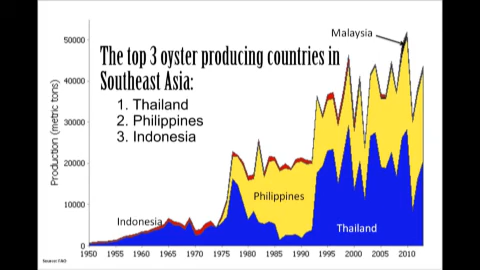 The top 3 oyster producing countries in
Southeast Asia:
1. Thailand
2. Philippines
3. Indonesia
Malaysia
Philippines
Thailand
Indonesia
Production (metric tons)
50000
40000
30000
20000
10000
0
1950 1955 1960 1965 1970 1975 1980 1985 1990 1995 2000 2005 2010
Source: FAO